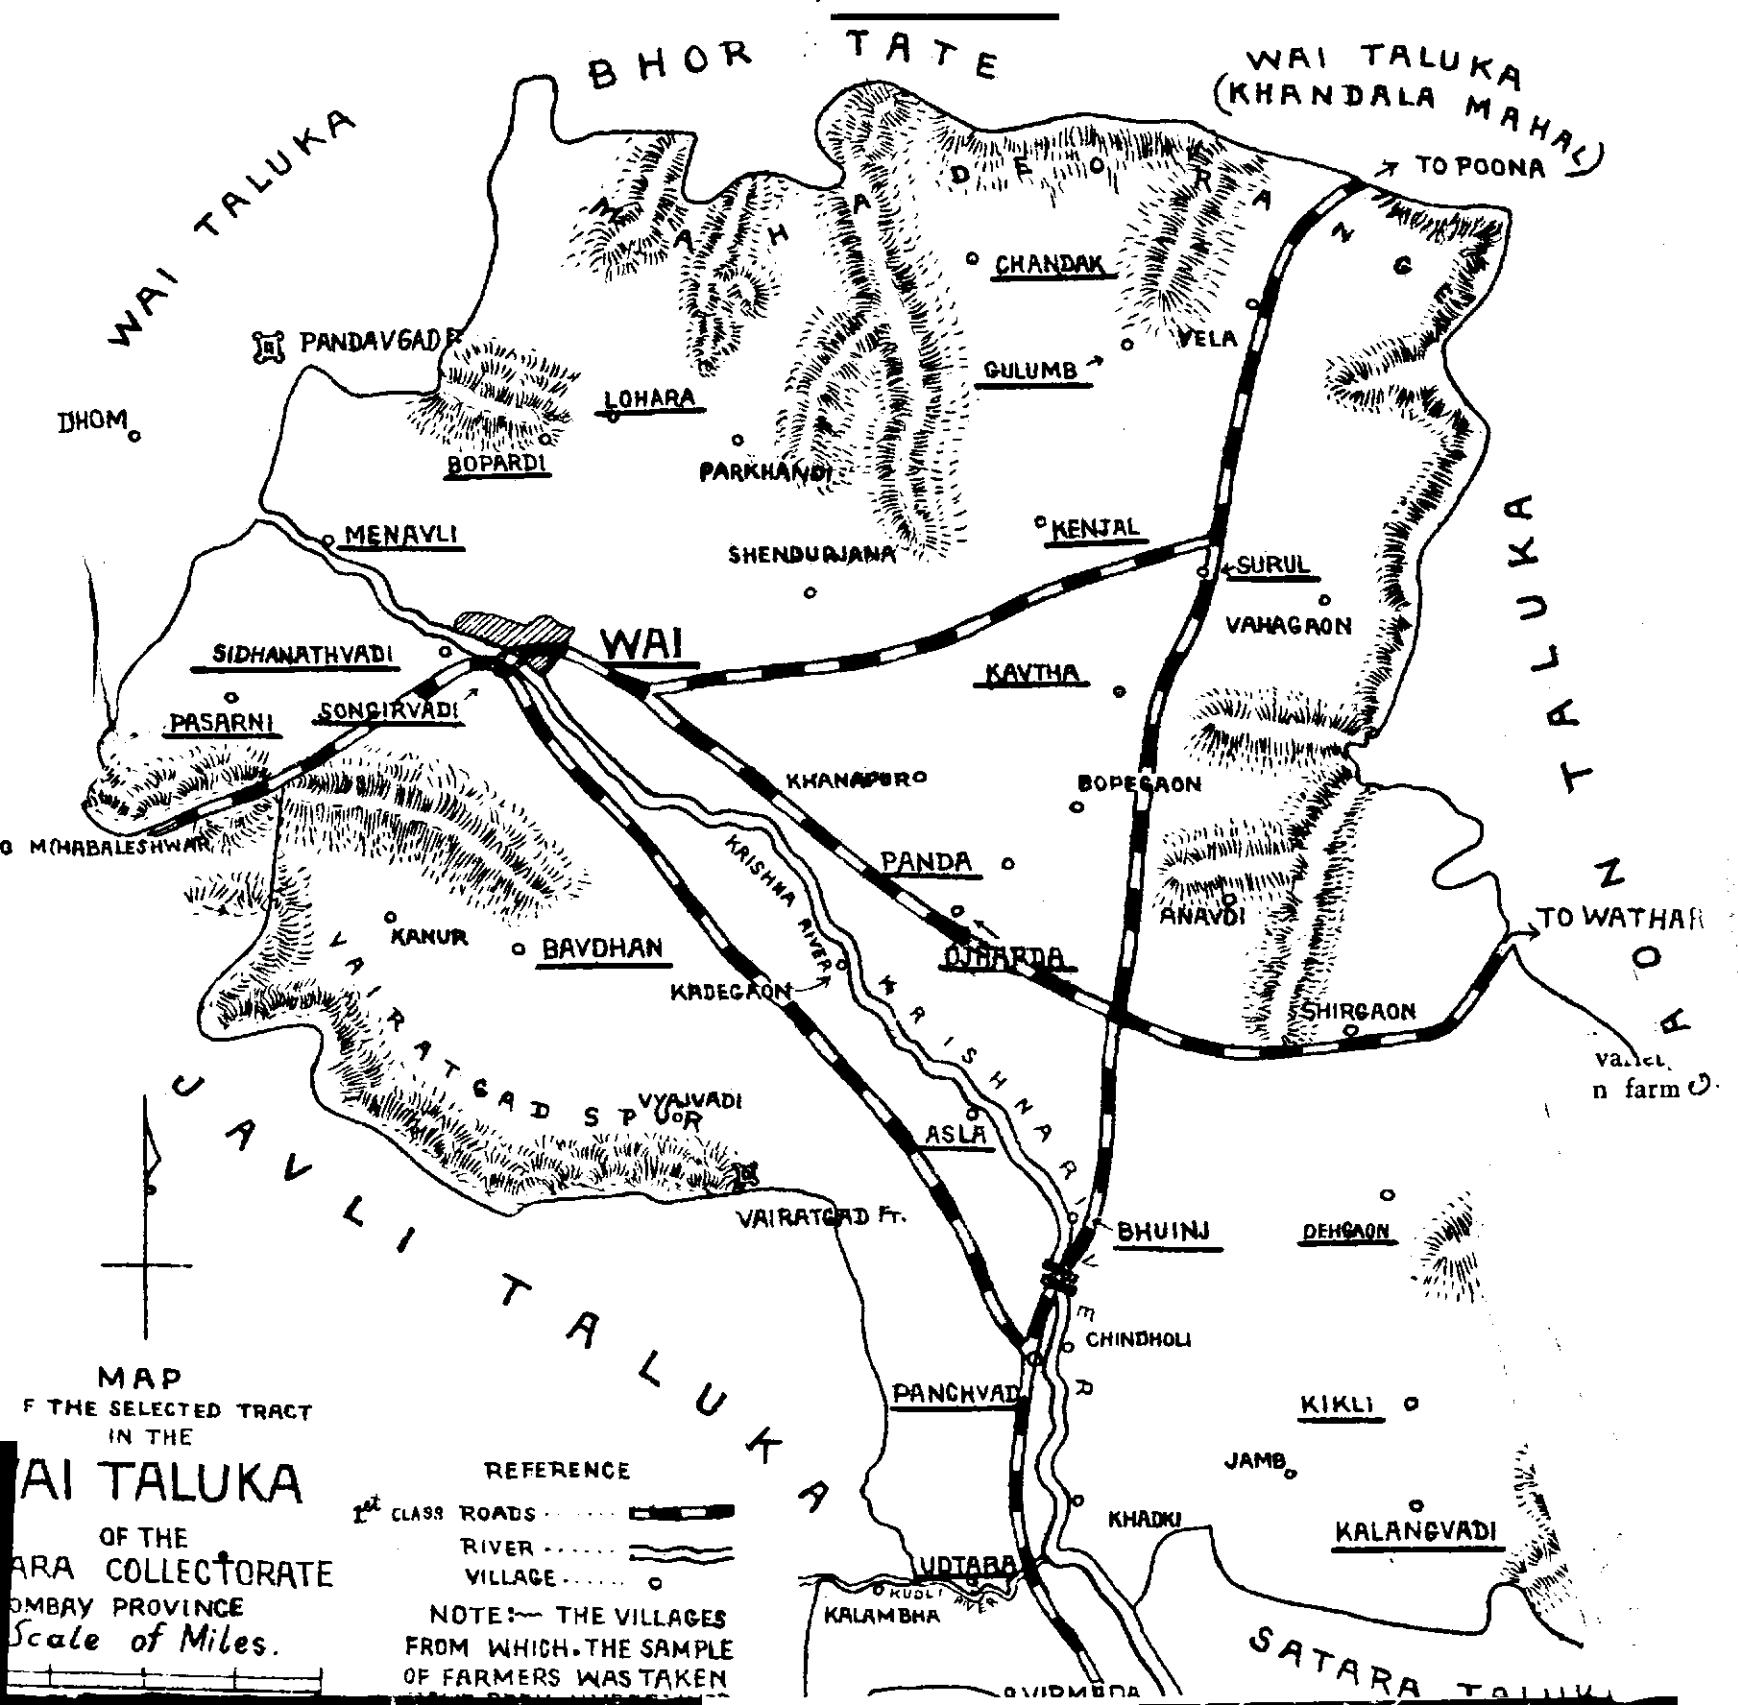 BHOR TATE
WAI TALUKA
(KHANDALA MAHAL)
TO POONA
WAI TALUKA
MAHADEO RANG
CHANDAK
PANDAVGAD F
VELA
GULUMB
LOHARA
DHOM
BOPARDI
PARKHANDI
MENAVLI
KENJAL
SHENDURJANA
SURUL
VAHAGAON
SIDHANATHVADI
WAI
KAVTHA
PASARNI
SONGIRVADI
KHANAPUR
BOPEGAON
O MAHABALESHWAR
KRISHNA RIVER
PANDA
ANAVDI
TO WATHAR
KANUR
BAVDHAN
OJHARDA
KADEGAON
SHIRGAON
n farm
KRISHNA RIVER
VAIRATGAD SPUR
VYAJVADI
ASLA
VAIRATGAD FT.
BHUINJ
DEHGAON
JAVLI TALUKA
CHINDHOLI
PANCHVAD
KIKLI
JAMB
KHADKI
KALANGVADI
UDTARA
KUDLI RIVER
KALAMBHA
SATARA TALUK
MAP
F THE SELECTED TRACT
IN THE
AI TALUKA
OF THE
ARA COLLECTORATE
OMBAY PROVINCE
Scale of Miles.
REFERENCE
1st CLASS ROADS
RIVER
VILLAGE
NOTE:— THE VILLAGES
FROM WHICH THE SAMPLE
OF FARMERS WAS TAKEN